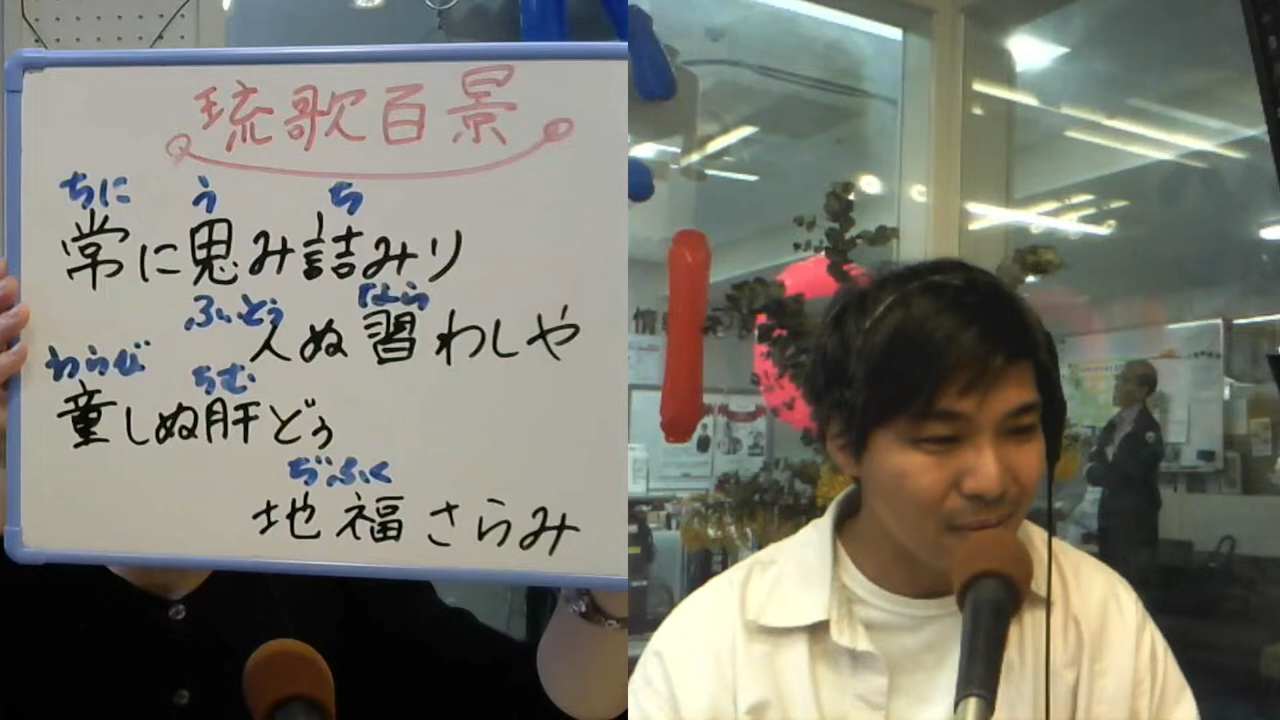 琉歌百景
ちに う ち
常に思み詰みり
ふぃとぅ なら
人ぬ習わしや
わらび ちむ
童しぬ肝どぅ
ぢふく
地福さらみ